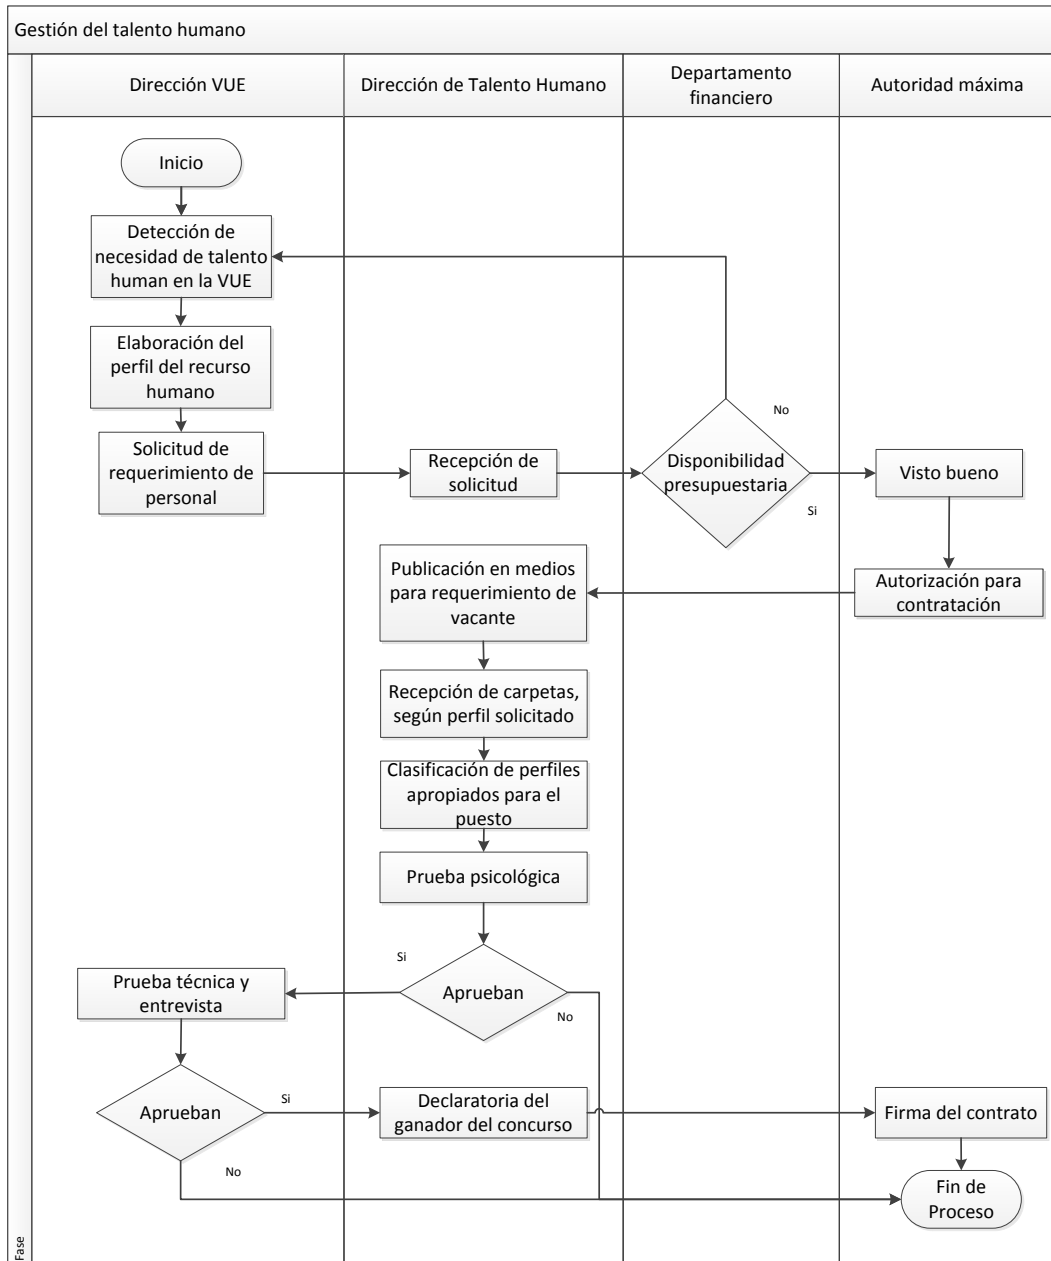 Gestión del talento humano
Dirección VUE
Dirección de Talento Humano
Departamento
financiero
Autoridad máxima
Inicio
Detección de
necesidad de talento
human en la VUE
Elaboración del
perfil del recurso
humano
No
Solicitud de
requerimiento de
personal
Recepción de
solicitud
Disponibilidad
presupuestaria
Visto bueno
Si
Publicación en medios
para requerimiento de
vacante
Autorización para
contratación
Recepción de carpetas,
según perfil solicitado
Clasificación de perfiles
apropiados para el
puesto
Prueba psicológica
Si
Prueba técnica y
entrevista
Aprueban
No
Aprueban
Si
Declaratoria del
ganador del concurso
Firma del contrato
No
Fin de
Proceso
Fase